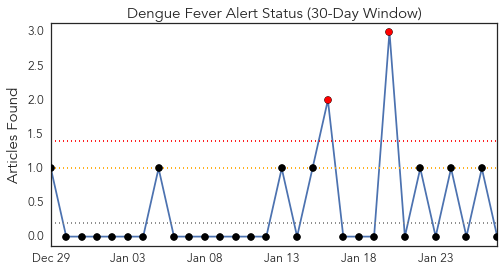 Dengue Fever Alert Status (30-Day Window)
Articles Found
3.0
2.5
2.0
1.5
1.0
0.5
0.0
Dec 29 Jan 03 Jan 08 Jan 13 Jan 18 Jan 23